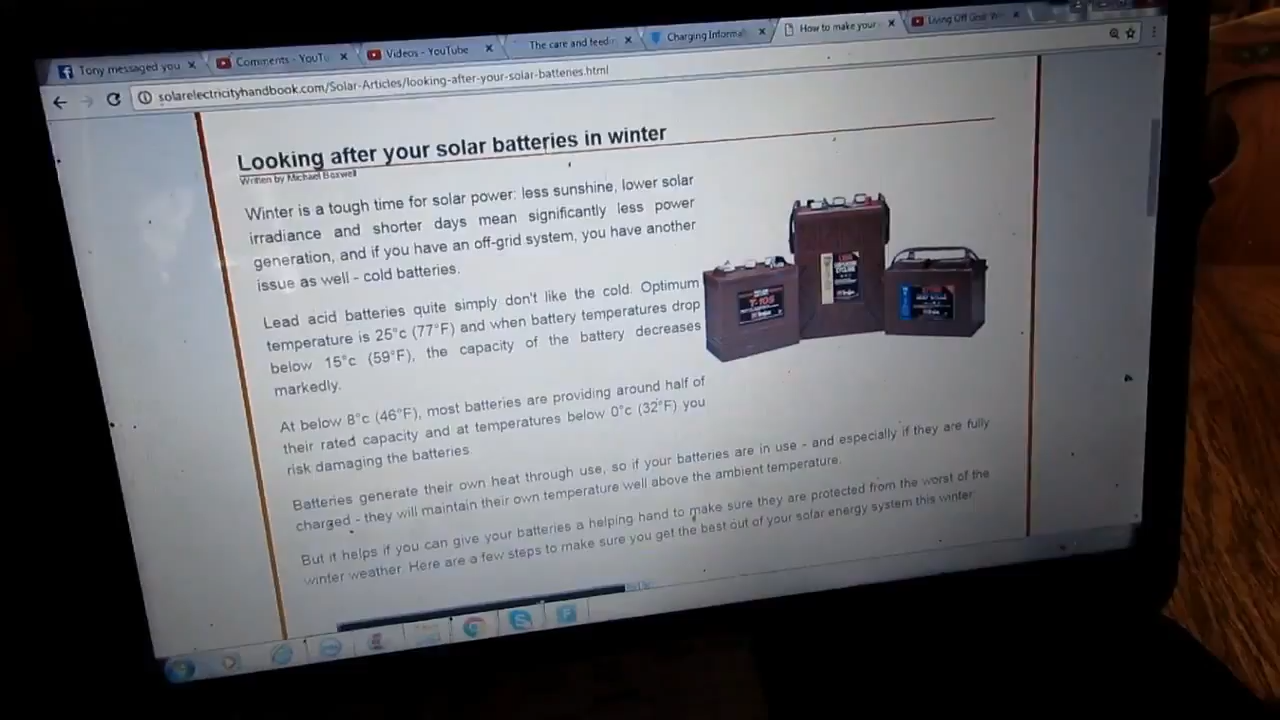 Tony messaged you
Comments - YouTu
Videos - YouTube
The care and feedin
Charging Informa
How to make your
Living Off Grid
solarelectricityhandbook.com/Solar-Articles/looking-after-your-solar-batteries.html
Looking after your solar batteries in winter
Written by Michael Boxwell
Winter is a tough time for solar power: less sunshine, lower solar
irradiance and shorter days mean significantly less power
generation, and if you have an off-grid system, you have another
issue as well - cold batteries.
Lead acid batteries quite simply don't like the cold. Optimum
temperature is 25°c (77°F) and when battery temperatures drop
below 15°c (59°F), the capacity of the battery decreases
markedly.
At below 8°c (46°F), most batteries are providing around half of
their rated capacity and at temperatures below 0°c (32°F) you
risk damaging the batteries.
Batteries generate their own heat through use, so if your batteries are in use - and especially if they are fully
charged - they will maintain their own temperature well above the ambient temperature.
But it helps if you can give your batteries a helping hand to make sure they are protected from the worst of the
winter weather. Here are a few steps to make sure you get the best out of your solar energy system this winter:
T-105